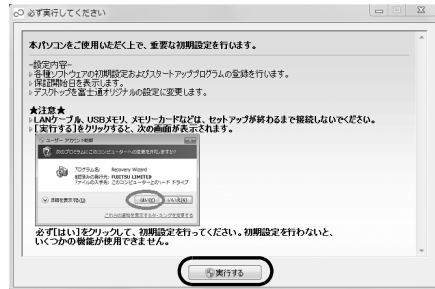 必ず実行してください
本パソコンをご使用いただく上で、重要な初期設定を行います。
-設定内容-
各種ソフトウェアの初期設定およびスタートアッププログラムの登録を行います。
保証開始日を表示します。
デスクトップを富士通オリジナルの設定に変更します。
★注意★
LANケーブル、USBメモリ、メモリーカードなどは、セットアップが終わるまで接続しないでください。
[実行する]をクリックすると、次の画面が表示されます。
ユーザー アカウント制御
次のプログラムにこのコンピューターへの変更を許可しますか?
プログラム名: Recovery Wizard
確認済みの発行元: FUJITSU LIMITED
ファイルの入手先: このコンピューター上のハード ドライブ
詳細を表示する(D)
はい(Y)
いいえ(N)
これらの通知を表示するタイミングを変更する
必ず[はい]をクリックして、初期設定を行ってください。初期設定を行わないと、
いくつかの機能が使用できません。
実行する